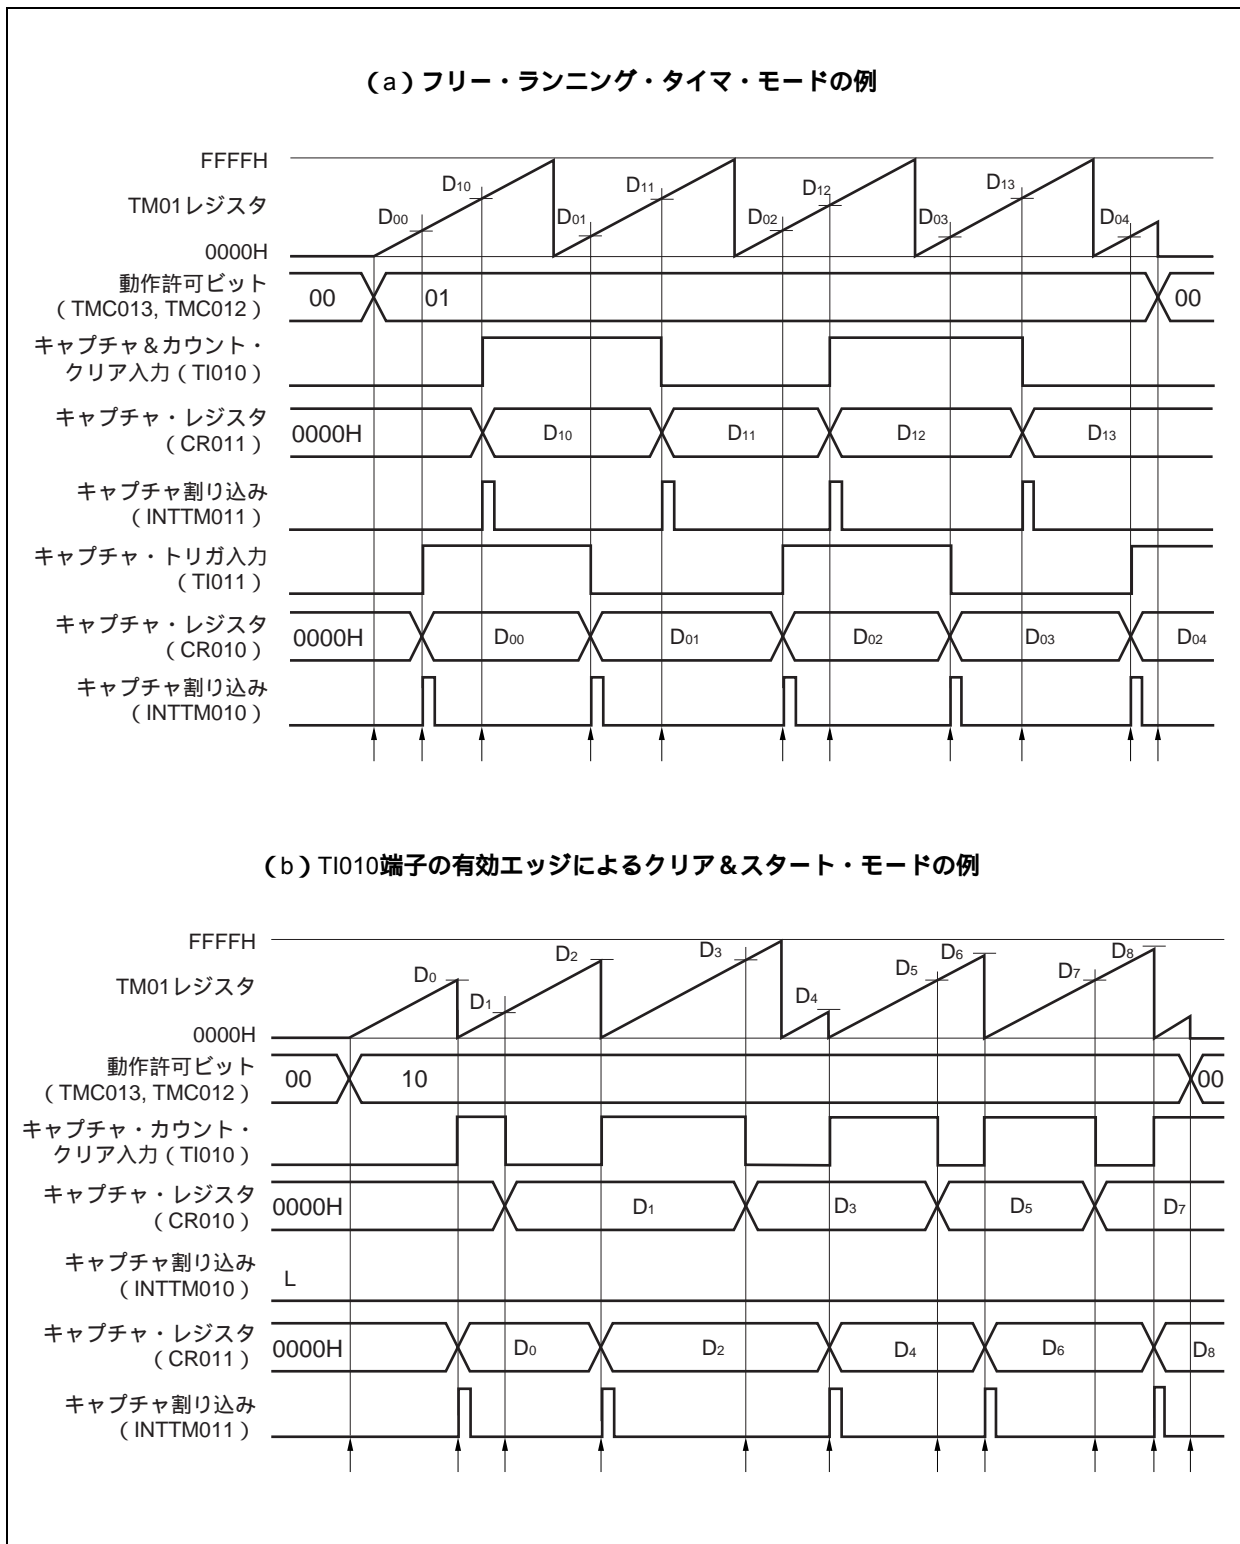 (a)フリー・ランニング・タイマ・モードの例
FFFFH
TM01レジスタ
0000H
D00
D10
D01
D11
D02
D12
D03
D13
D04
動作許可ビット
(TMC013, TMC012)
00
01
00
キャプチャ&カウント・
クリア入力(TI010)
キャプチャ・レジスタ
(CR011)
0000H
D10
D11
D12
D13
キャプチャ割り込み
(INTTM011)
キャプチャ・トリガ入力
(TI011)
キャプチャ・レジスタ
(CR010)
0000H
D00
D01
D02
D03
D04
キャプチャ割り込み
(INTTM010)
(b)TI010端子の有効エッジによるクリア&スタート・モードの例
FFFFH
TM01レジスタ
0000H
D0
D1
D2
D3
D4
D5
D6
D7
D8
動作許可ビット
(TMC013, TMC012)
00
10
00
キャプチャ・カウント・
クリア入力(TI010)
キャプチャ・レジスタ
(CR010)
0000H
D1
D3
D5
D7
キャプチャ割り込み
(INTTM010)
L
キャプチャ・レジスタ
(CR011)
0000H
D0
D2
D4
D6
D8
キャプチャ割り込み
(INTTM011)